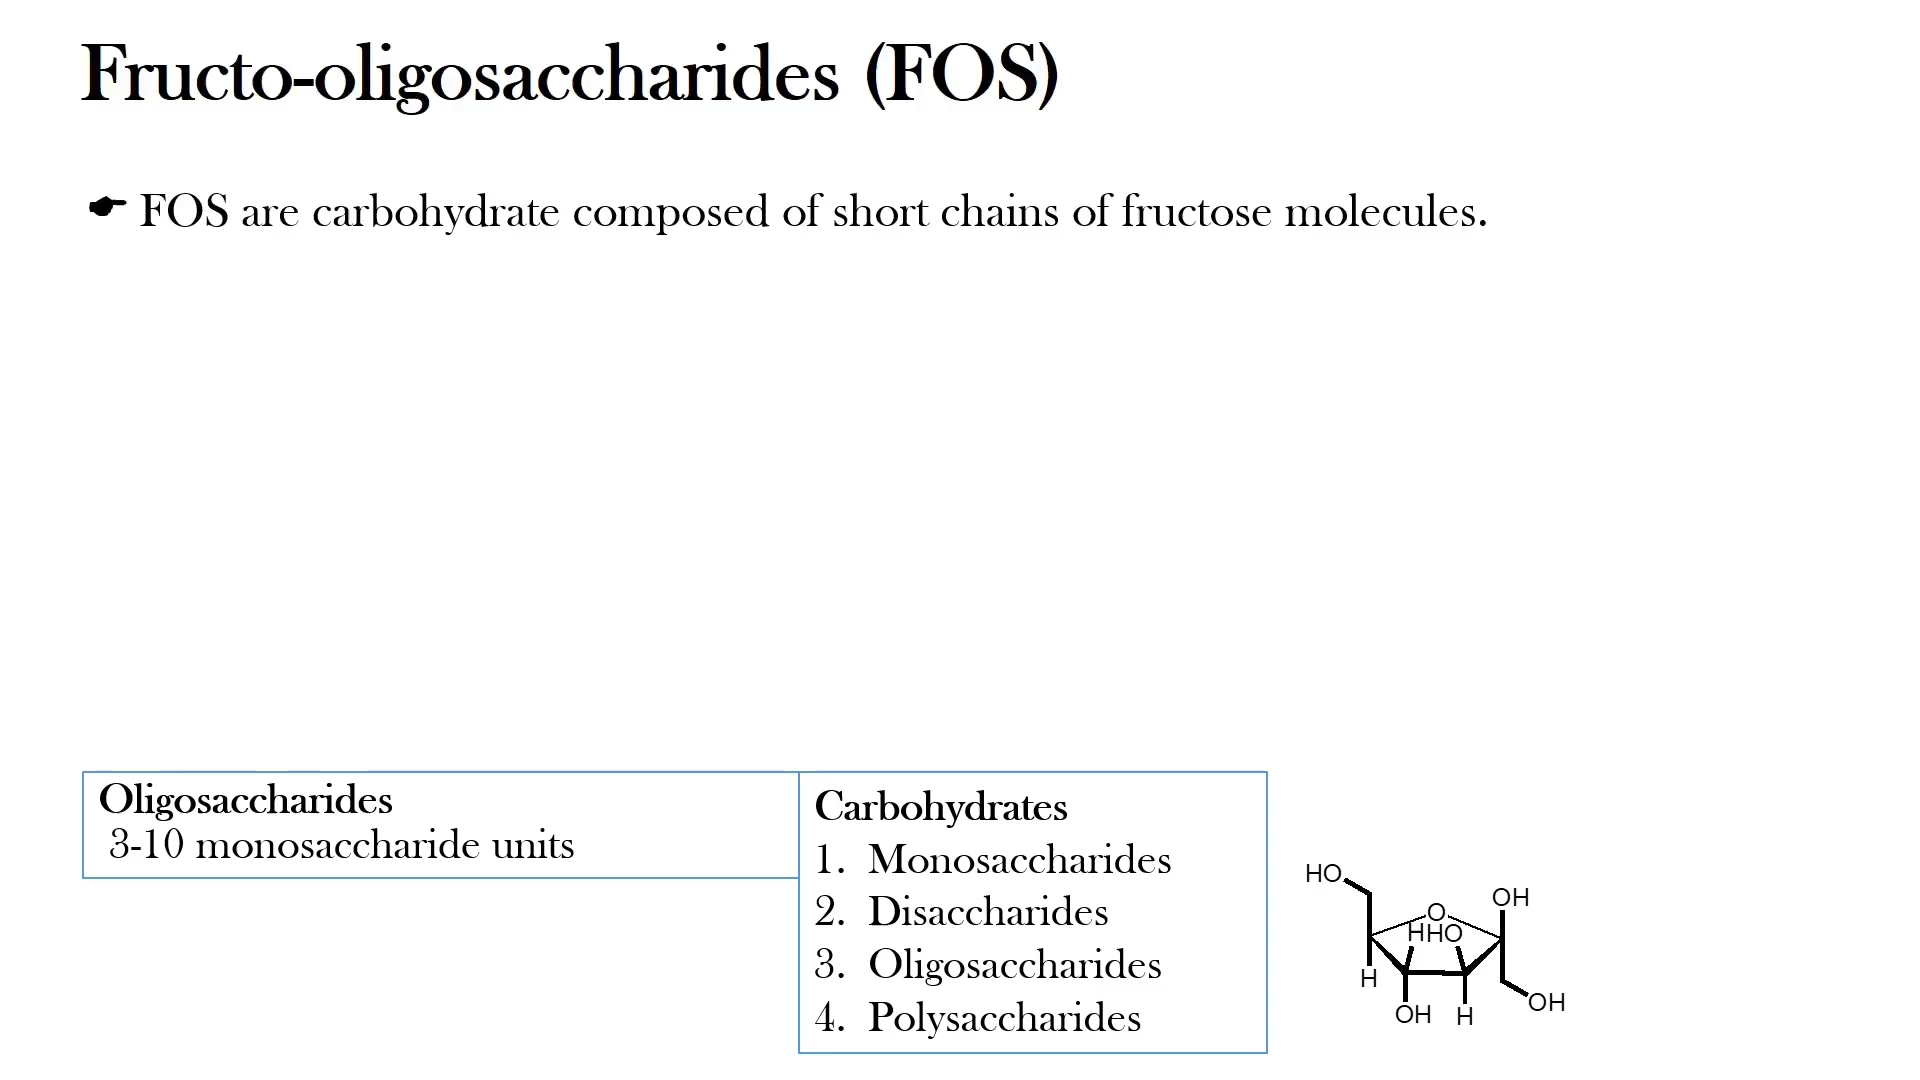 Fructo-oligosaccharides (FOS)
FOS are carbohydrate composed of short chains of fructose molecules.
Oligosaccharides
3-10 monosaccharide units
Carbohydrates
1. Monosaccharides
2. Disaccharides
3. Oligosaccharides
4. Polysaccharides
HO
OH
O
H HO
H
OH
OH H